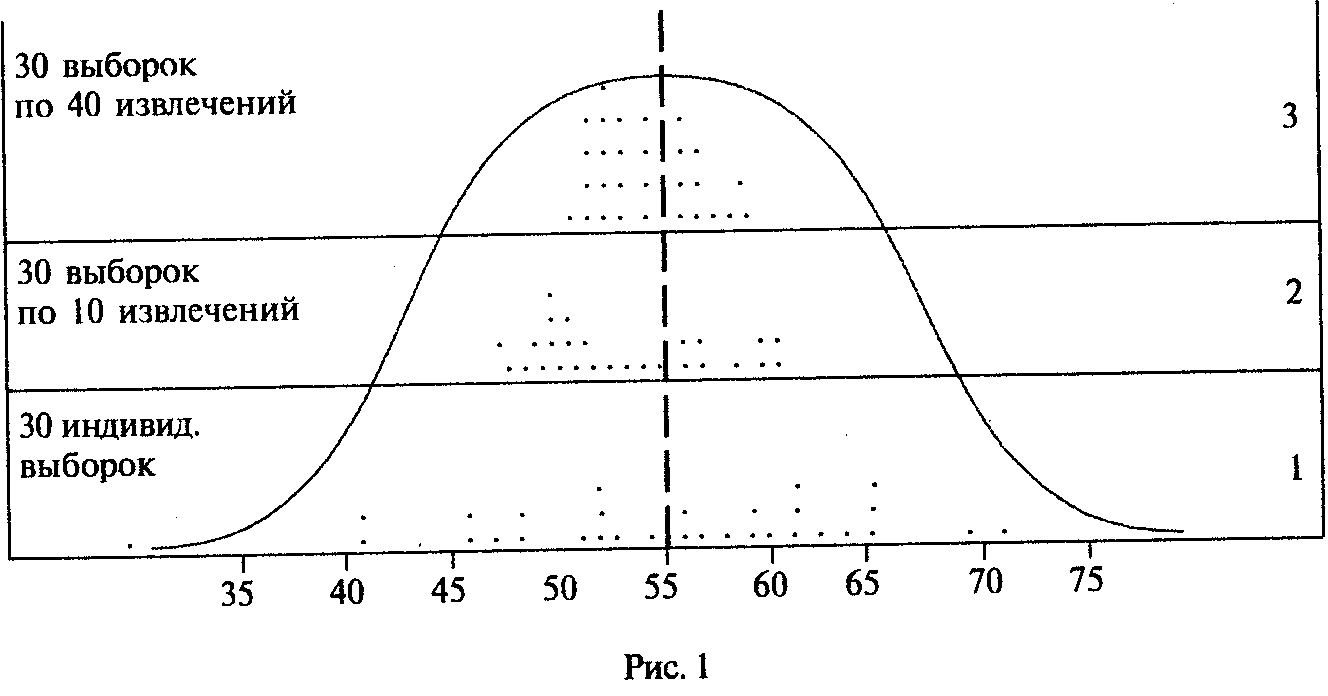 30 выборок
по 40 извлечений
3
30 выборок
по 10 извлечений
2
30 индивид.
выборок
1
35 40 45 50 55 60 65 70 75
Рис. 1